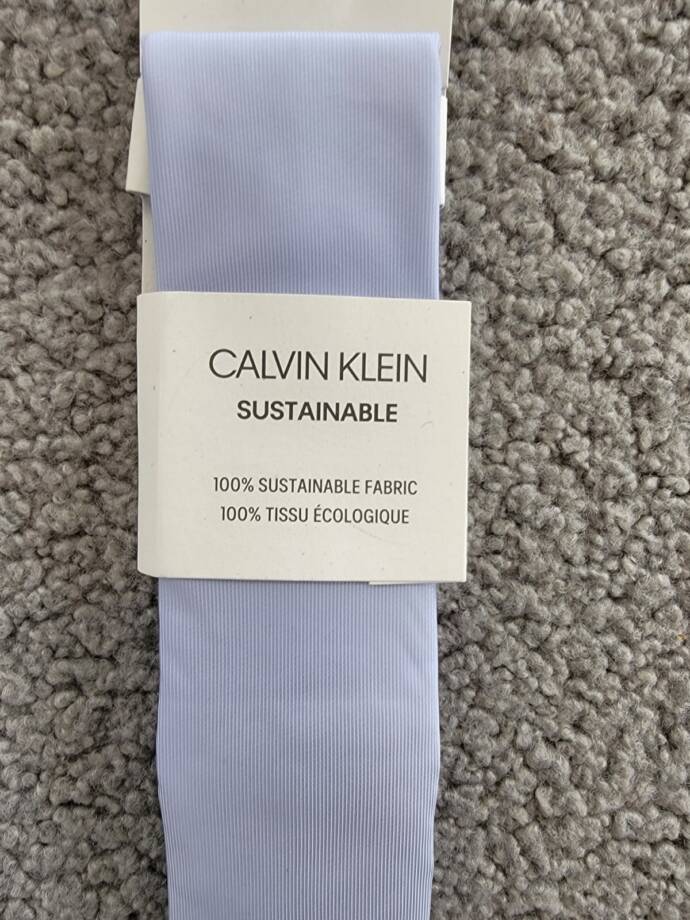 CALVIN KLEIN
SUSTAINABLE
100% SUSTAINABLE FABRIC
100% TISSU ÉCOLOGIQUE